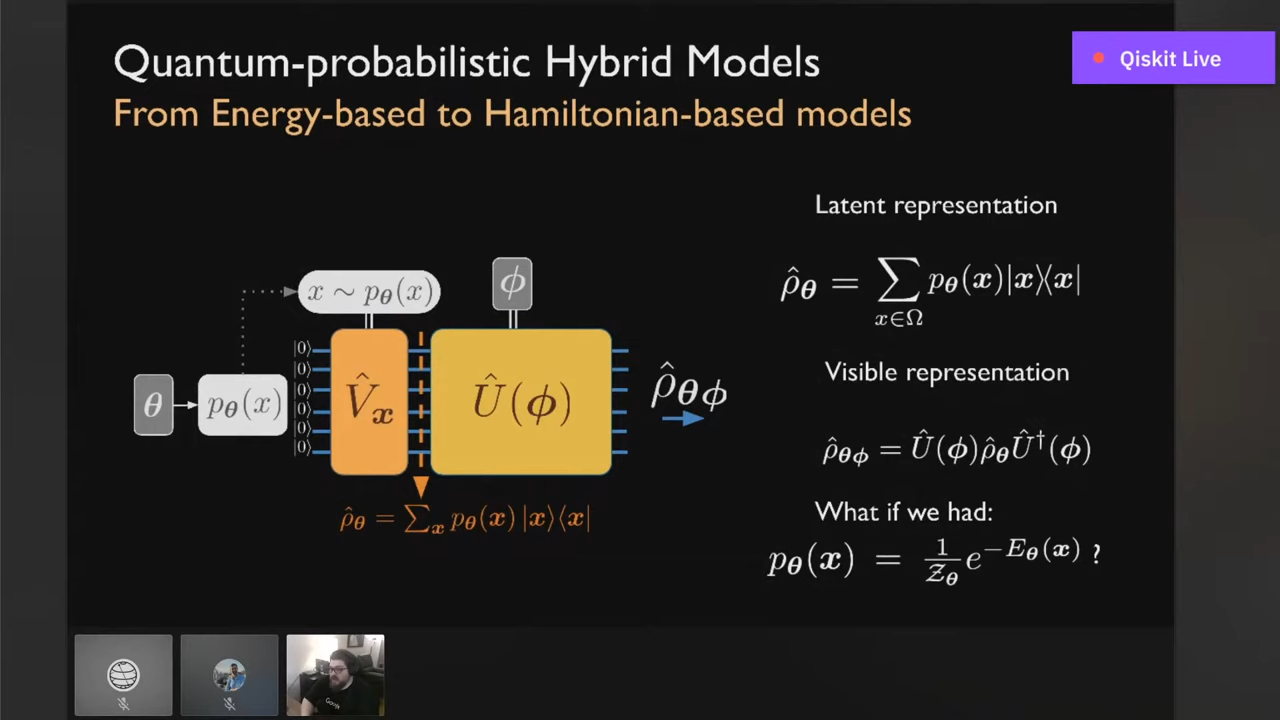 Quantum-probabilistic Hybrid Models
Qiskit Live
From Energy-based to Hamiltonian-based models
Latent representation
ρ̂_θ = ∑_{x∈Ω} p_θ(x)|x⟩⟨x|
x ~ p_θ(x)
ϕ
|0⟩
|0⟩
|0⟩
|0⟩
|0⟩
|0⟩
θ
p_θ(x)
V̂_x
Û(ϕ)
ρ̂_θϕ
ρ̂_θ = ∑_x p_θ(x) |x⟩⟨x|
Visible representation
ρ̂_θϕ = Û(ϕ)ρ̂_θÛ†(ϕ)
What if we had:
p_θ(x) = 1/Z_θ e^{-E_θ(x)} ?